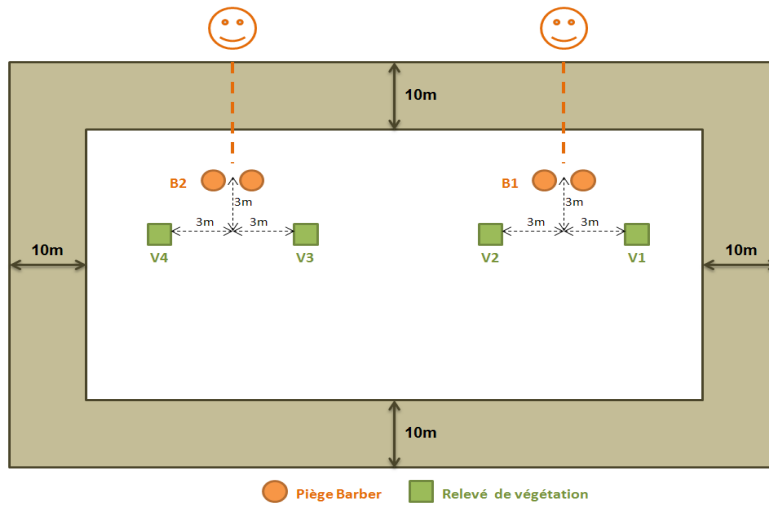 10m
B2
B1
3m
3m
3m 3m
3m 3m
V4
V3
V2
V1
10m
10m
10m
Piège Barber
Relevé de végétation